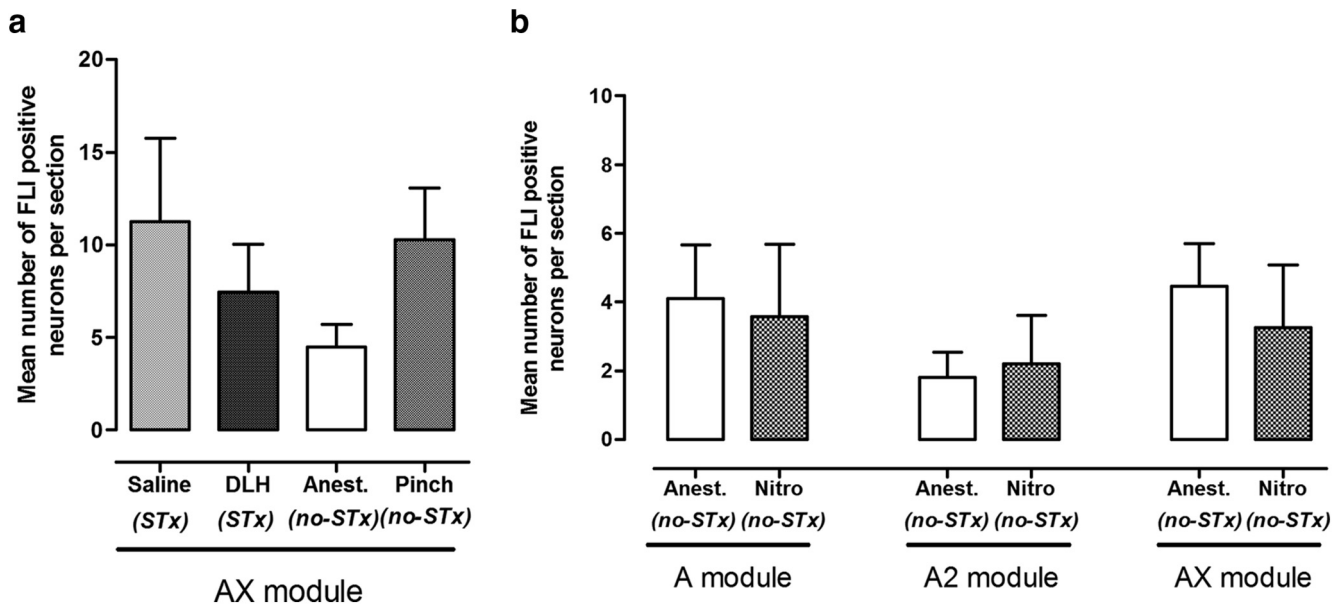 a
Mean number of FLI positive
neurons per section
20
15
10
5
0
Saline DLH Anest. Pinch
(STx) (STx) (no-STx) (no-STx)
AX module
b
Mean number of FLI positive
neurons per section
10
8
6
4
2
0
Anest. Nitro Anest. Nitro Anest. Nitro
(no-STx) (no-STx) (no-STx) (no-STx) (no-STx) (no-STx)
A module A2 module AX module